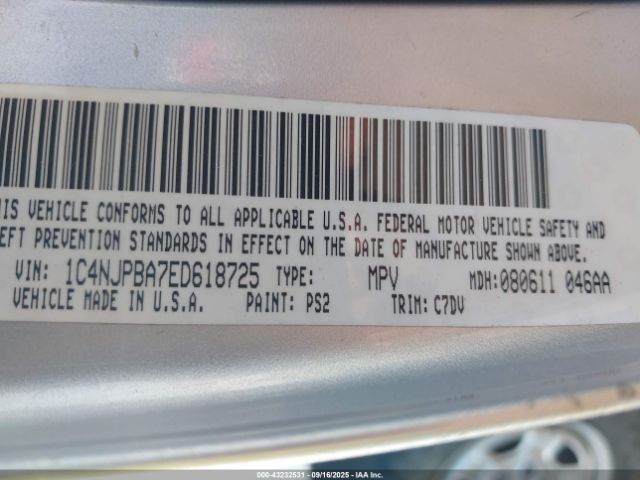 HIS VEHICLE CONFORMS TO ALL APPLICABLE U.S.A. FEDERAL MOTOR VEHICLE SAFETY AND
EFT PREVENTION STANDARDS IN EFFECT ON THE DATE OF MANUFACTURE SHOWN ABOVE.
VIN: 1C4NJPBA7ED618725 TYPE: MPV MDH: 080611 046AA
VEHICLE MADE IN U.S.A. PAINT: PS2 TRIM: C7DV
000-43232531 - 09/16/2025 - IAA Inc.